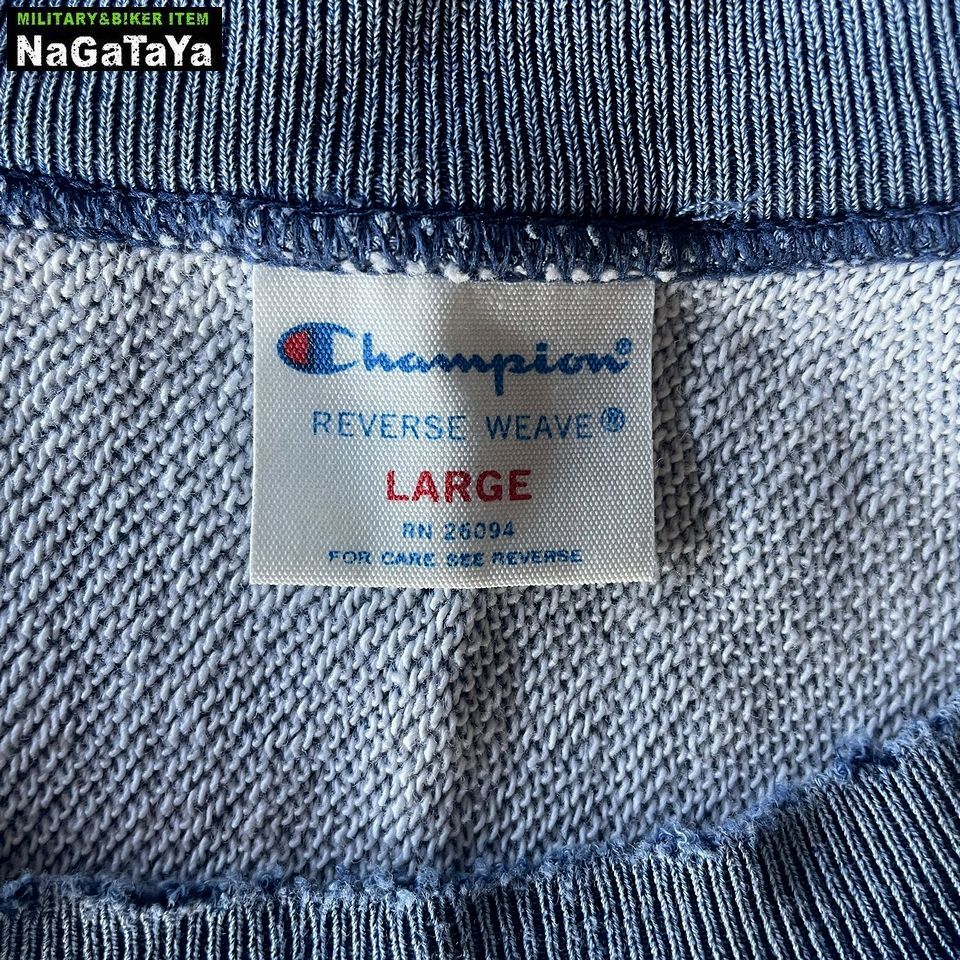 MILITARY&BIKER ITEM
NaGaTaYa
Champion®
REVERSE WEAVE®
LARGE
RN 26094
FOR CARE SEE REVERSE